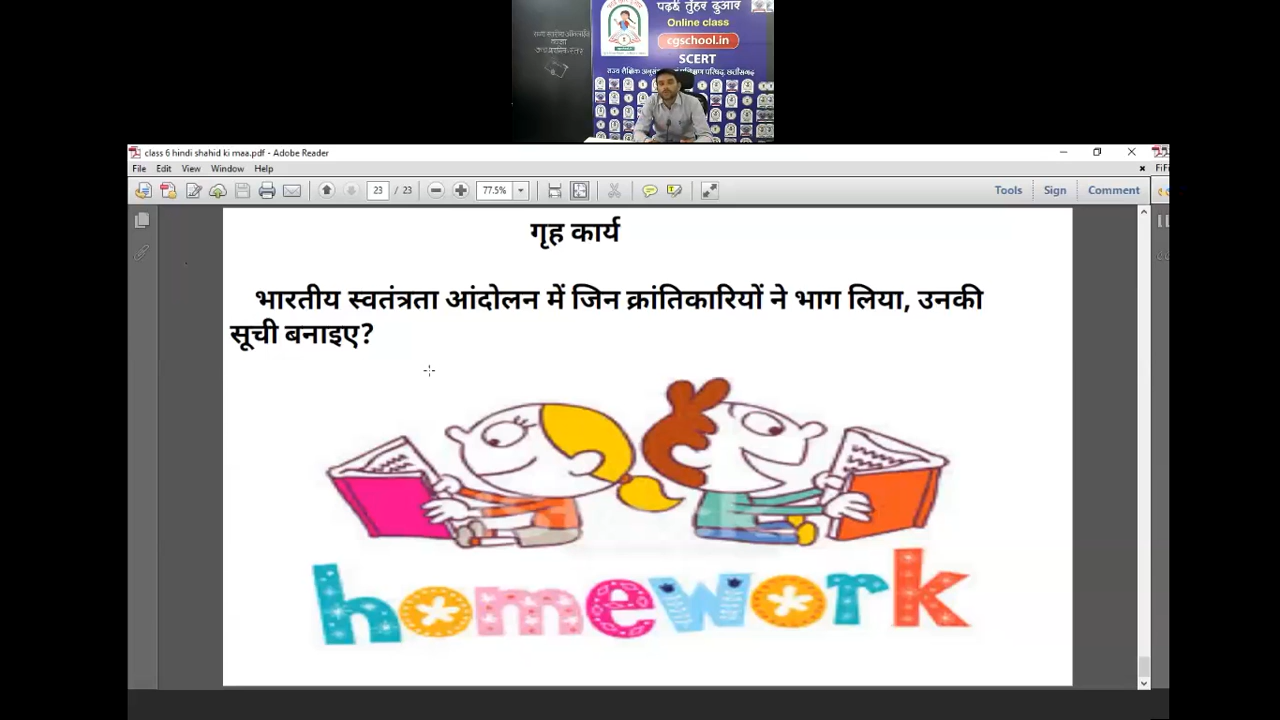 पढ़ई तुंहर दुआर
Online class
cgschool.in
SCERT
class 6 hindi shahid ki maa.pdf - Adobe Reader
File Edit View Window Help
23 / 23 77.5% Tools Sign Comment
गृह कार्य
भारतीय स्वतंत्रता आंदोलन में जिन क्रांतिकारियों ने भाग लिया, उनकी
सूची बनाइए?
homework